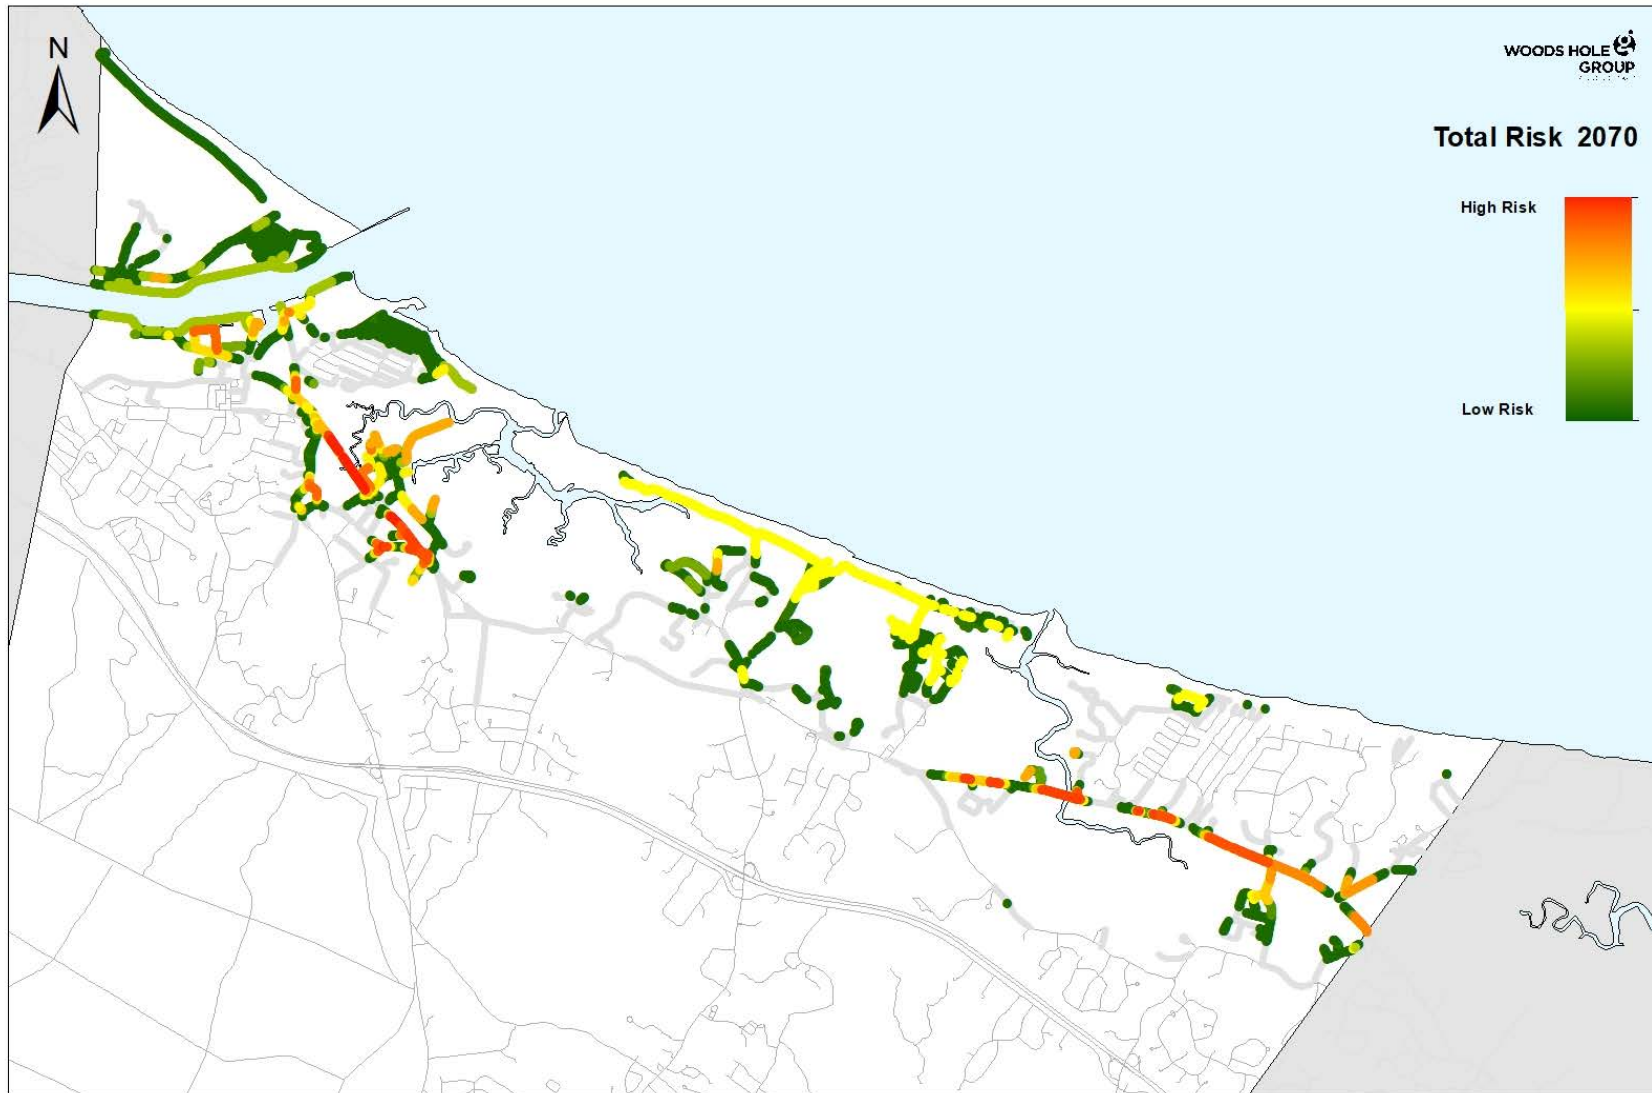 N
WOODS HOLE
GROUP
Total Risk 2070
High Risk
Low Risk